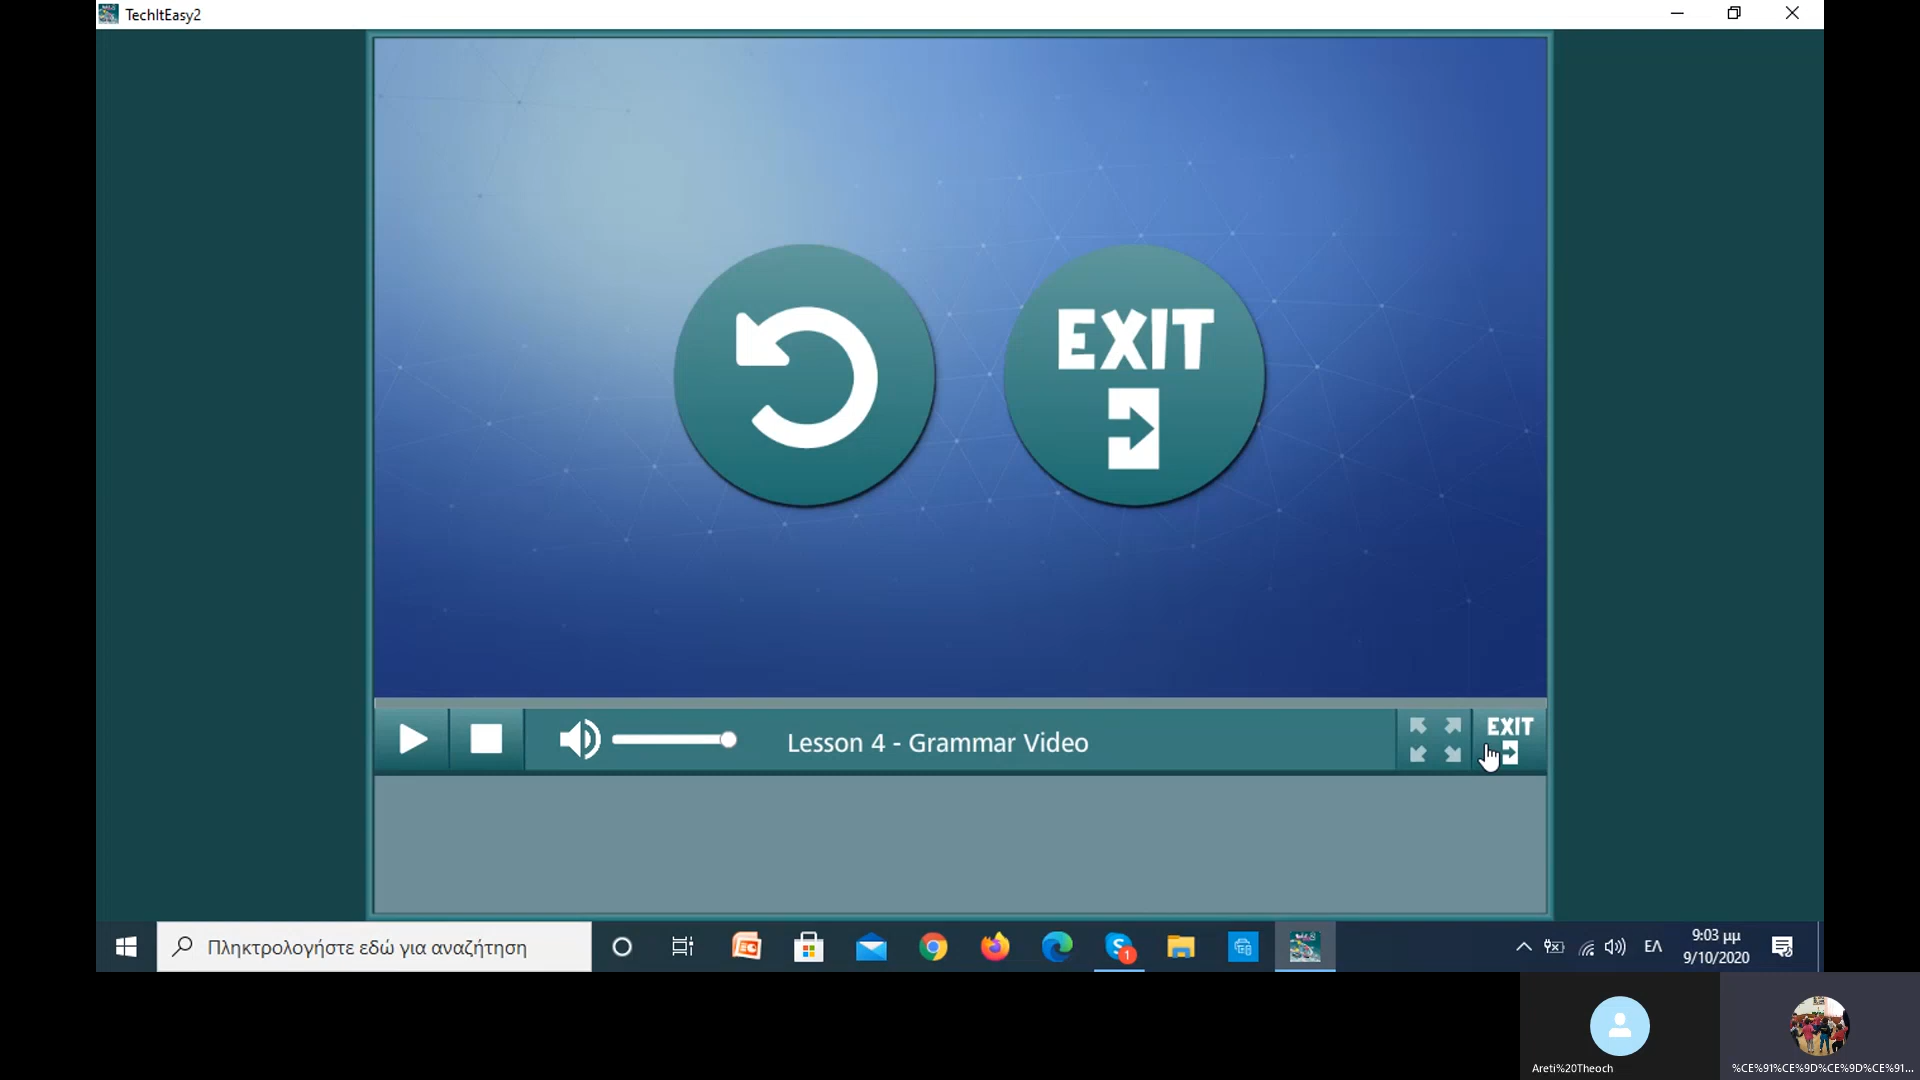 TechItEasy2
EXIT
Lesson 4 - Grammar Video
EXIT
Πληκτρολογήστε εδώ για αναζήτηση
1
ΕΛ
9:03 μμ
9/10/2020
Areti%20Theoch
%CE%91%CE%9D%CE%9D%CE%91...